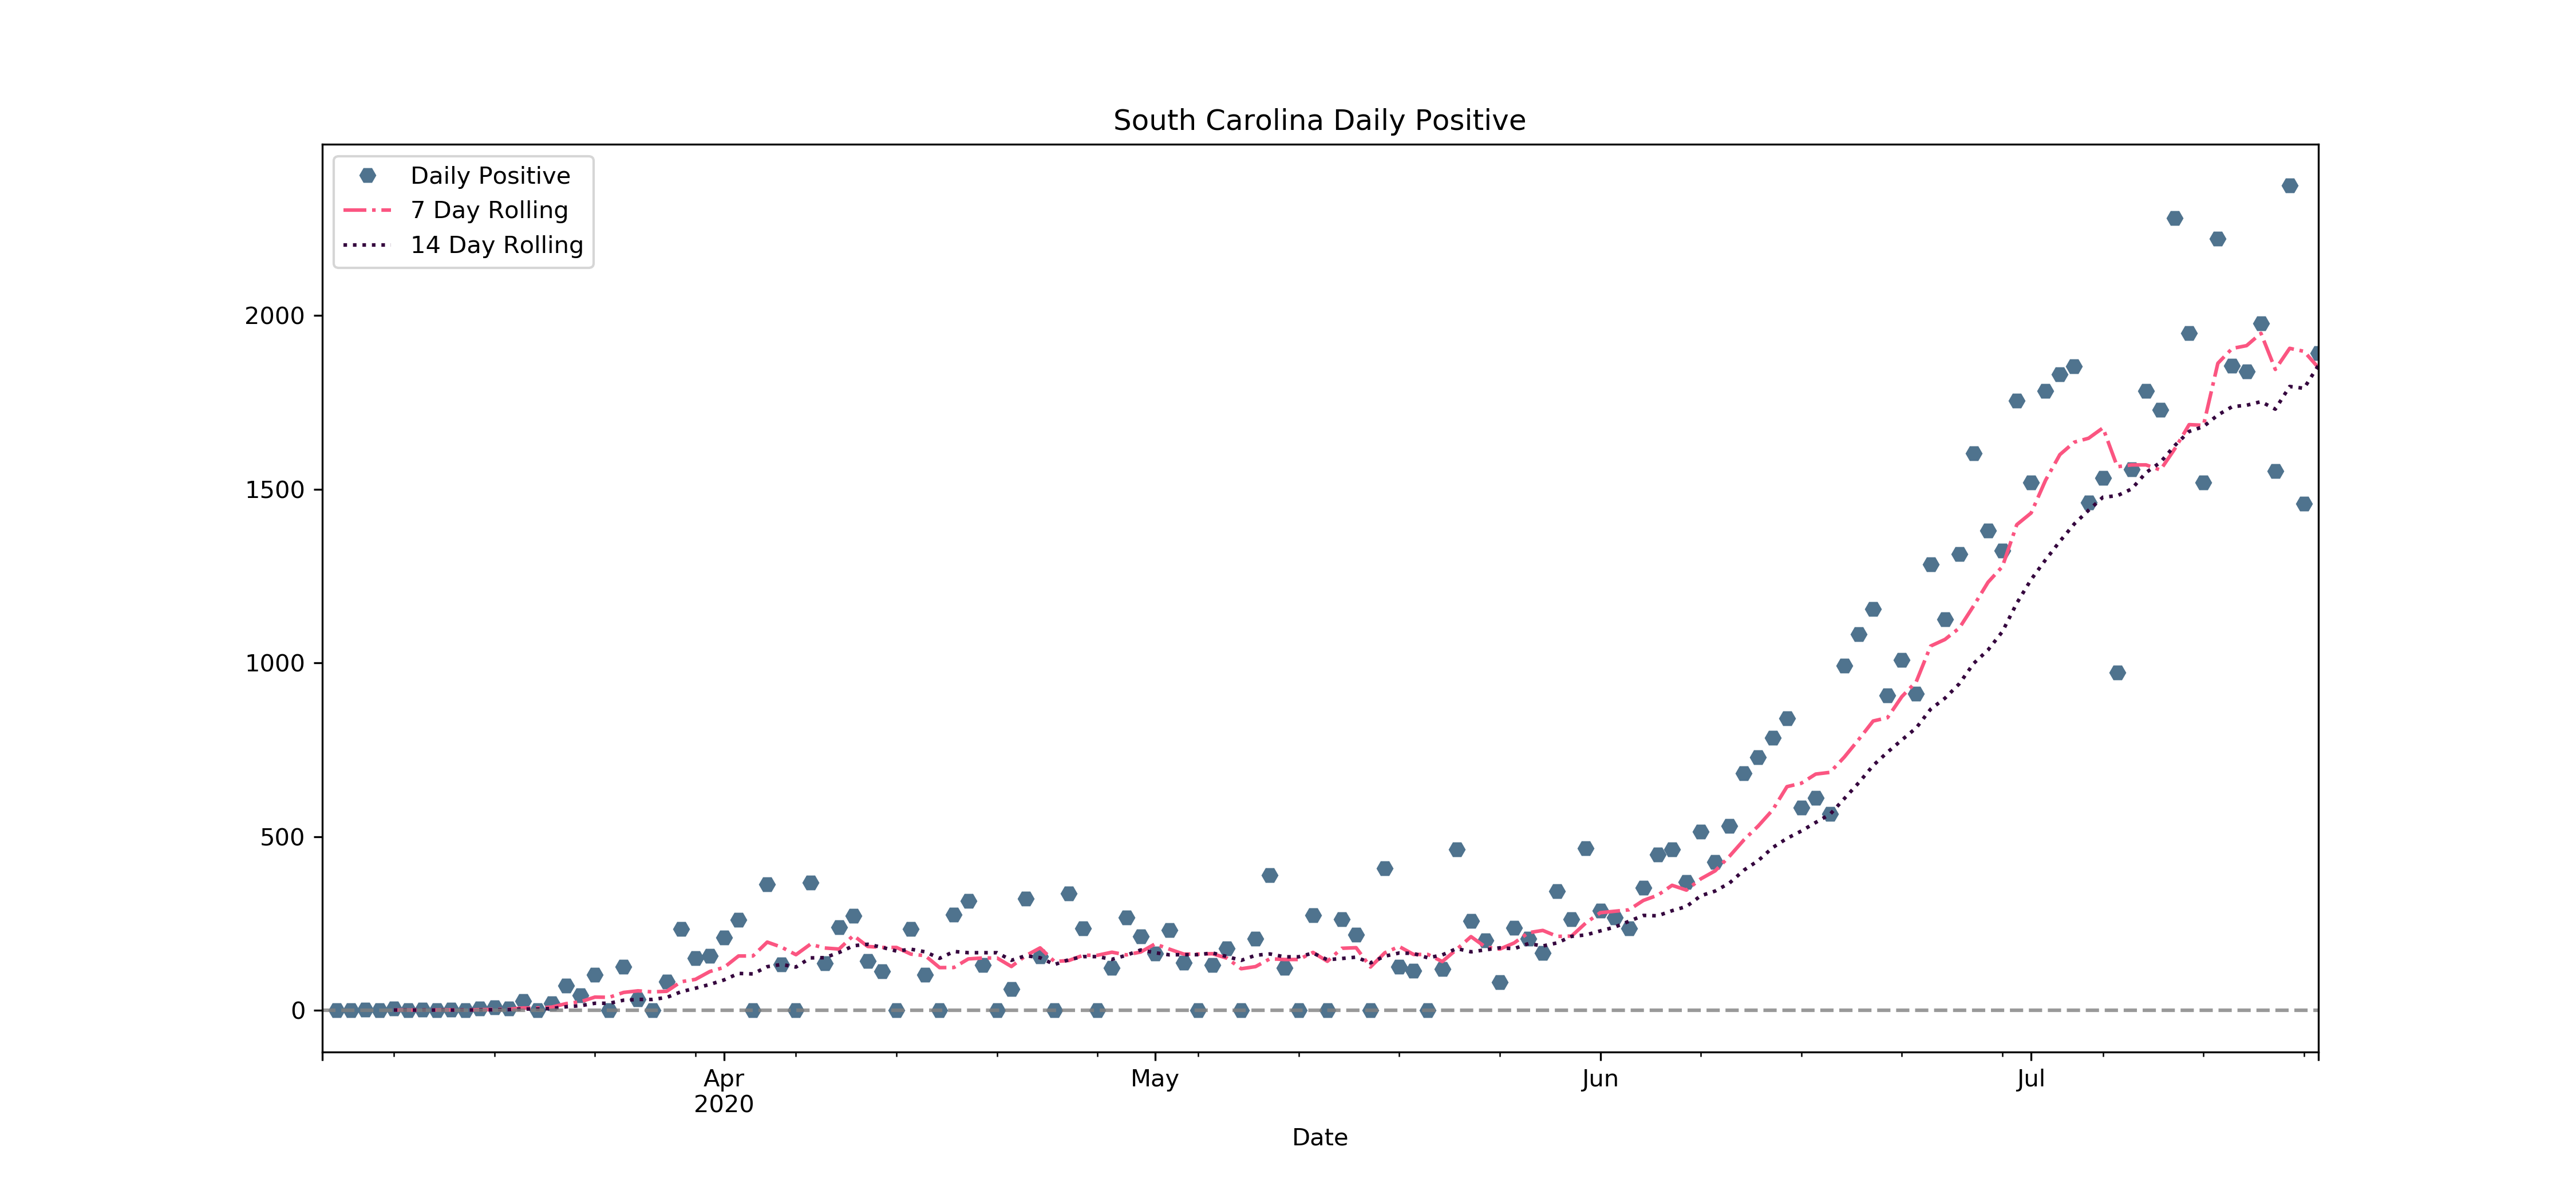 South Carolina Daily Positive
Daily Positive
7 Day Rolling
14 Day Rolling
2000
1500
1000
500
0
Apr
2020
May
Jun
Jul
Date